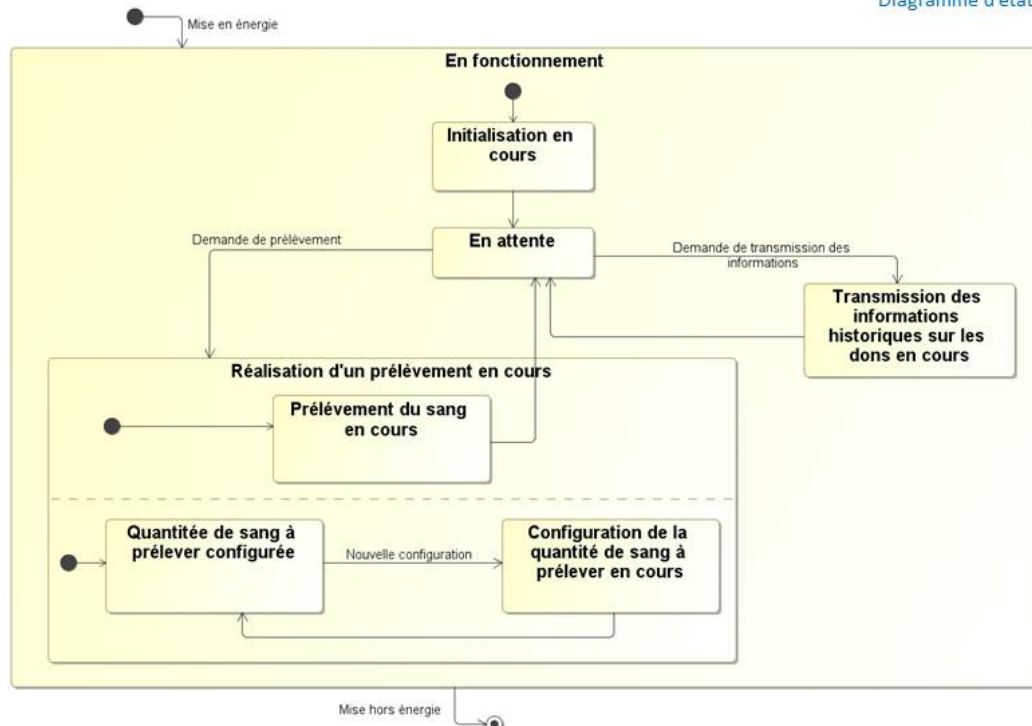 Diagramme d'état
Mise en énergie
En fonctionnement
Initialisation en
cours
En attente
Demande de prélèvement
Demande de transmission des
informations
Transmission des
informations
historiques sur les
dons en cours
Réalisation d'un prélèvement en cours
Prélévement du sang
en cours
Quantitée de sang à
prélever configurée
Nouvelle configuration
Configuration de la
quantité de sang à
prélever en cours
Mise hors énergie